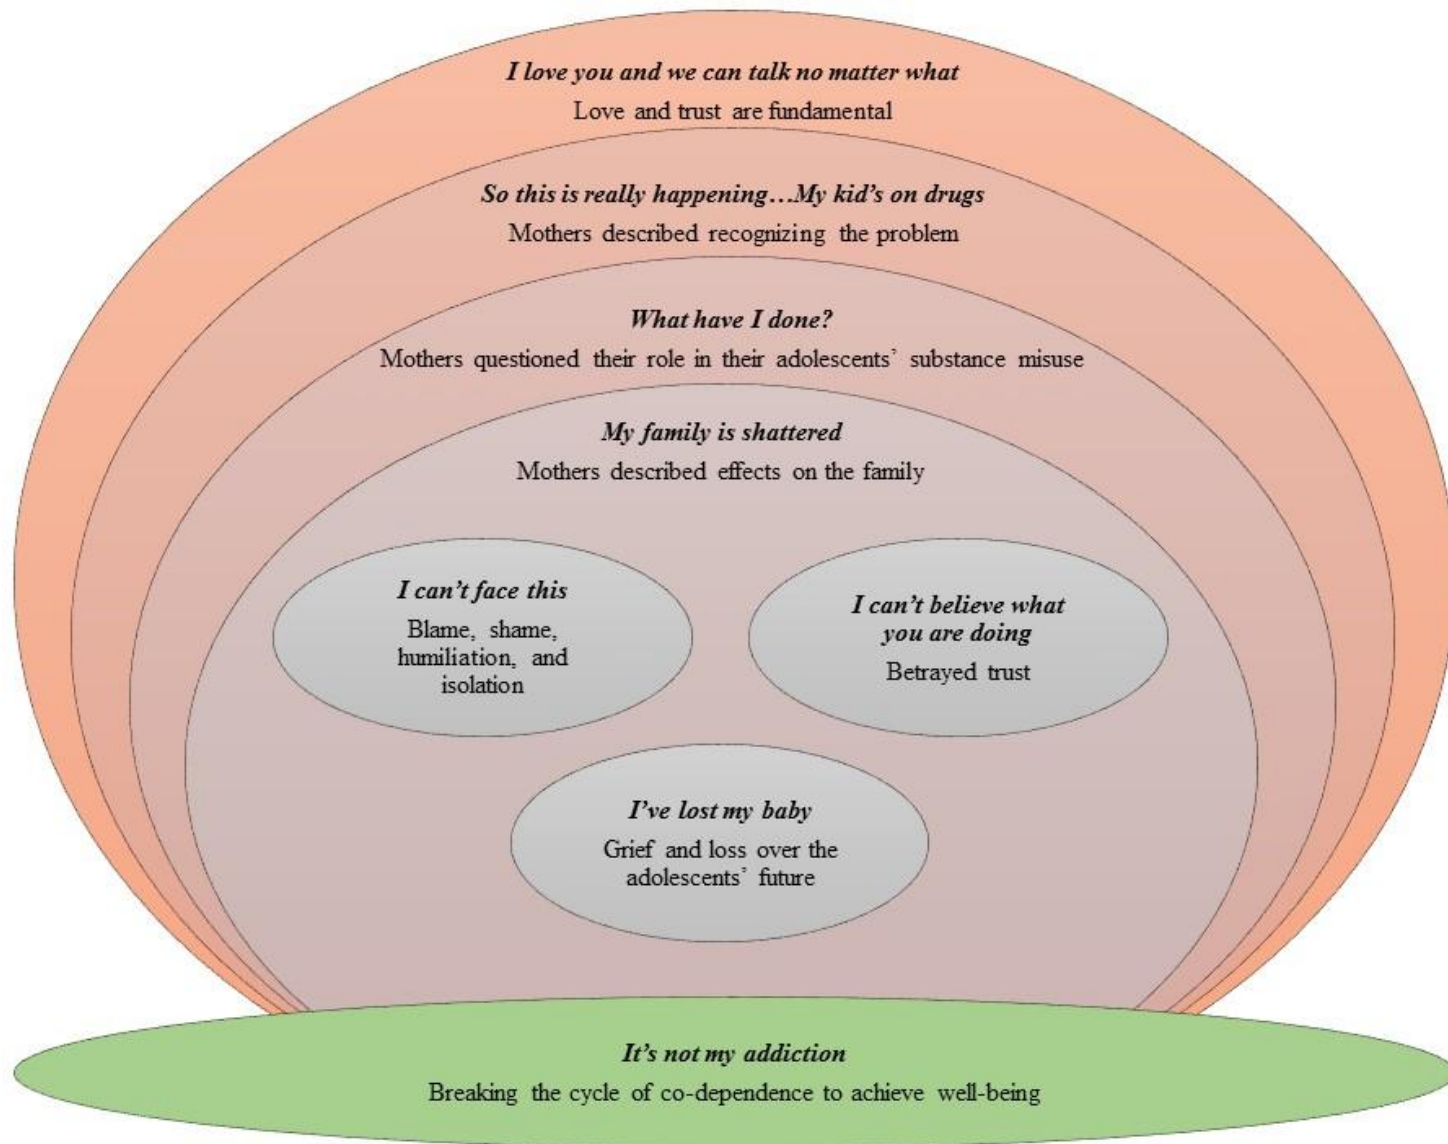 I love you and we can talk no matter what
Love and trust are fundamental
So this is really happening…My kid’s on drugs
Mothers described recognizing the problem
What have I done?
Mothers questioned their role in their adolescents’ substance misuse
My family is shattered
Mothers described effects on the family
I can’t face this
Blame, shame,
humiliation, and
isolation
I can’t believe what
you are doing
Betrayed trust
I’ve lost my baby
Grief and loss over the
adolescents’ future
It’s not my addiction
Breaking the cycle of co-dependence to achieve well-being